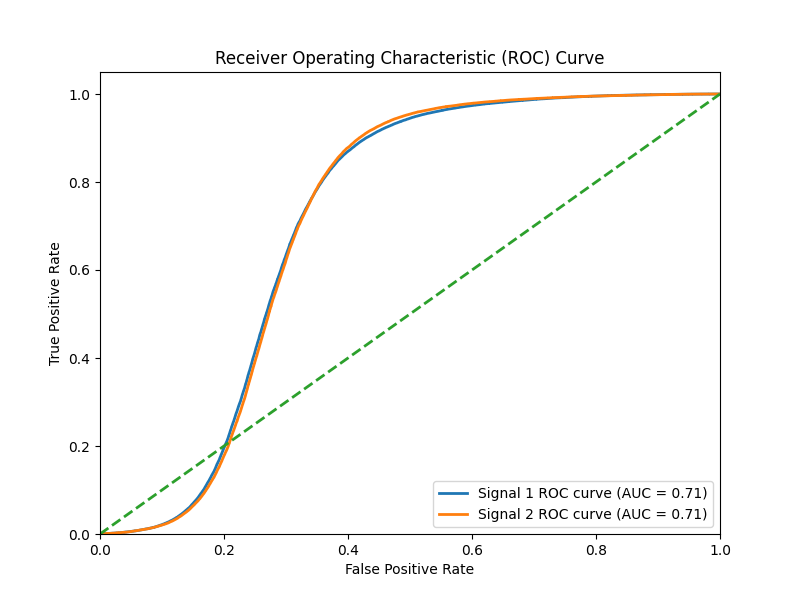 Receiver Operating Characteristic (ROC) Curve
True Positive Rate
1.0
0.8
0.6
0.4
0.2
0.0
Signal 1 ROC curve (AUC = 0.71)
Signal 2 ROC curve (AUC = 0.71)
0.0 0.2 0.4 0.6 0.8 1.0
False Positive Rate